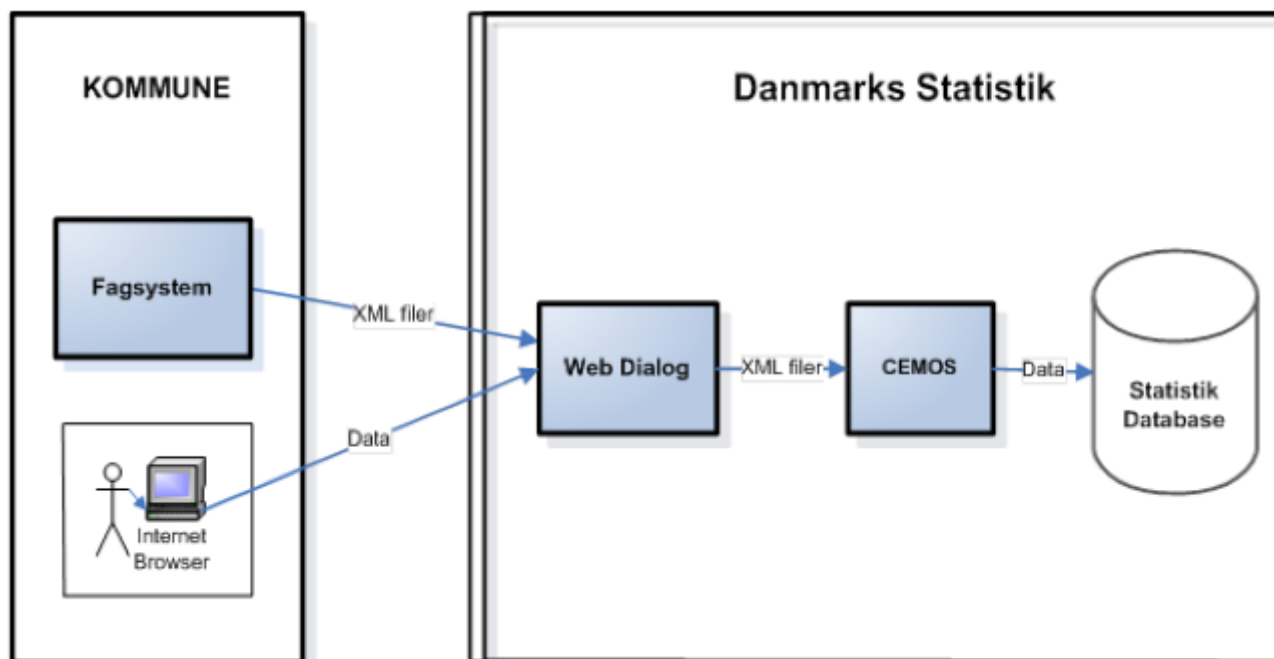 KOMMUNE
Fagsystem
XML filer
Data
Internet
Browser
Danmarks Statistik
Web Dialog
XML filer
CEMOS
Data
Statistik
Database